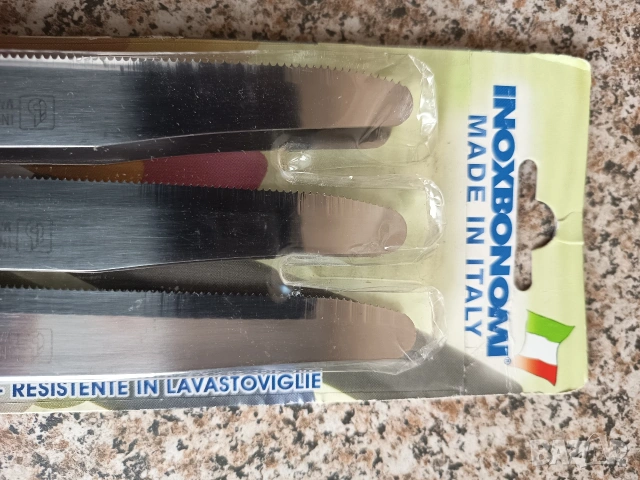 INOXBONOMI®
MADE IN ITALY
- RESISTENTE IN LAVASTOVIGLIE